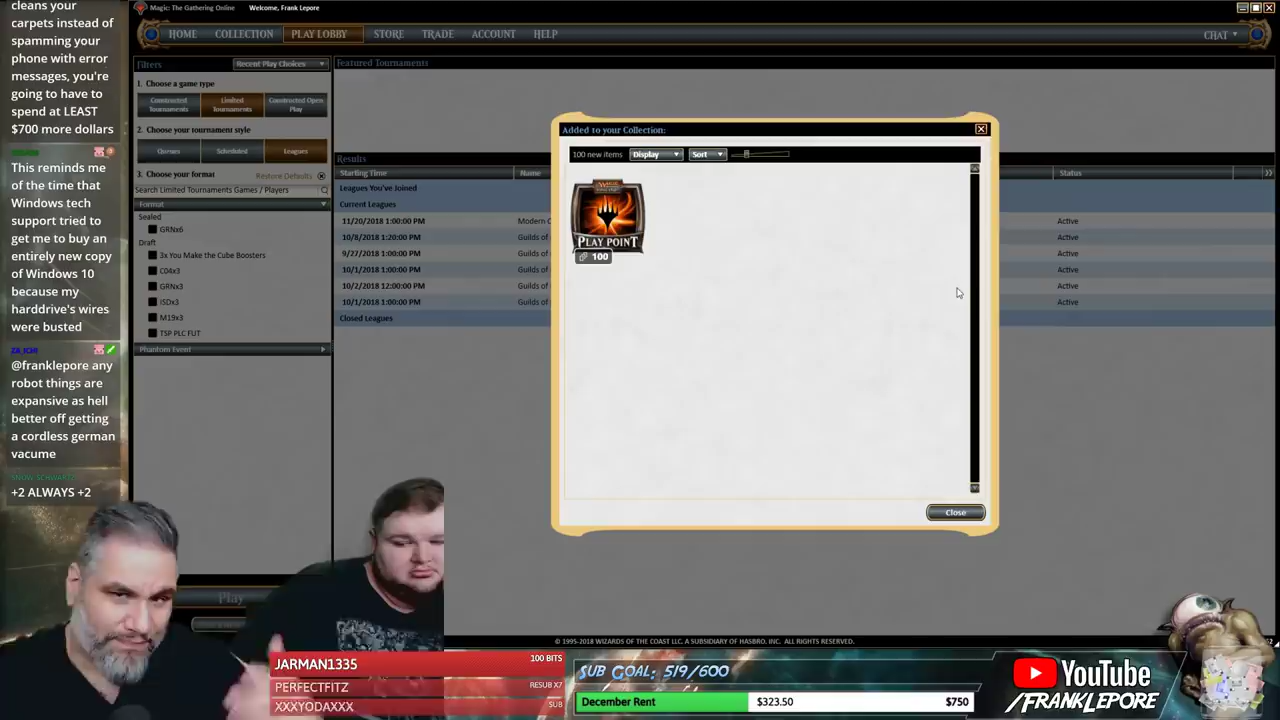 cleans your
carpets instead of
spamming your
phone with error
messages, you're
going to have to
spend at LEAST
$700 more dollars
This reminds me
of the time that
Windows tech
support tried to
get me to buy an
entirely new copy
of Windows 10
because my
harddrive's wires
were busted
@franklepore any
robot things are
expansive as hell
better off getting
a cordless german
vacume
+2 ALWAYS +2
Magic: The Gathering Online
Welcome, Frank Lepore
HOME
COLLECTION
PLAY LOBBY
STORE
TRADE
ACCOUNT
HELP
CHAT
Filters
Recent Play Choices
Featured Tournaments
1. Choose a game type
Constructed Tournaments
Limited Tournaments
Constructed Open Play
2. Choose your tournament style
Queues
Scheduled
Leagues
3. Choose your format
Restore Defaults
Search Limited Tournaments Games / Players
Format
Sealed
GRNx6
Draft
3x You Make the Cube Boosters
C04x3
GRNx3
ISDx3
M19x3
TSP PLC FUT
Phantom Event
Play
Results
Starting Time
Name
Status
Leagues You've Joined
Current Leagues
11/20/2018 1:00:00 PM
Modern
Active
10/8/2018 1:20:00 PM
Guilds of
Active
9/27/2018 1:00:00 PM
Guilds of
Active
10/1/2018 1:00:00 PM
Guilds of
Active
10/2/2018 12:00:00 PM
Guilds of
Active
10/1/2018 1:00:00 PM
Guilds of
Active
Closed Leagues
Added to your Collection:
100 new items
Display
Sort
PLAY POINT
100
Close
© 1995-2018 WIZARDS OF THE COAST LLC, A SUBSIDIARY OF HASBRO, INC. ALL RIGHTS RESERVED.
JARMAN1335
100 BITS
PERFECTFITZ
RESUB X7
XXXYODAXXX
SUB
SUB GOAL: 519/600
December Rent
$323.50
$750
YouTube
/FRANKLEPORE